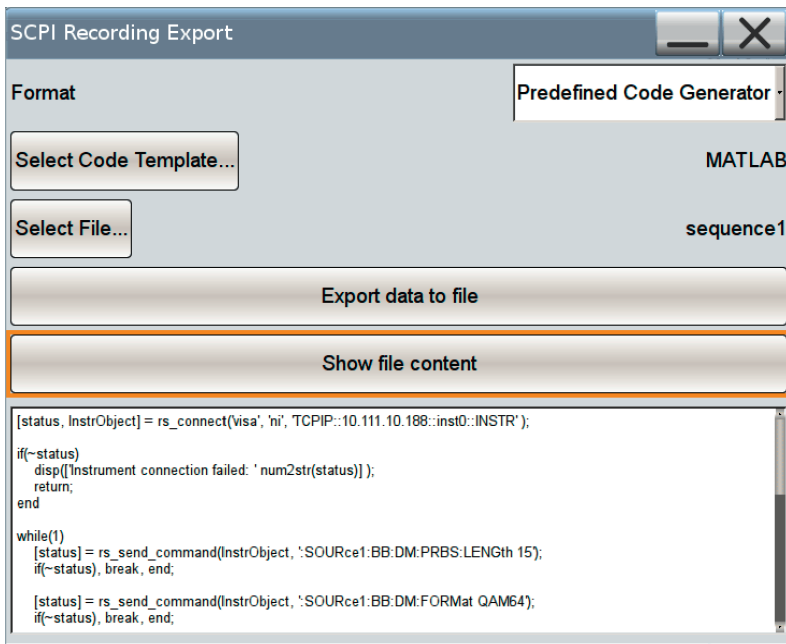 SCPI Recording Export
Format
Predefined Code Generator
Select Code Template...
MATLAB
Select File...
sequence1
Export data to file
Show file content
[status, InstrObject] = rs_connect('visa', 'ni', 'TCPIP::10.111.10.188::inst0::INSTR' );
if(~status)
disp(['Instrument connection failed: ' num2str(status)] );
return;
end
while(1)
[status] = rs_send_command(InstrObject, ':SOURce1:BB:DM:PRBS:LENGth 15');
if(~status), break, end;
[status] = rs_send_command(InstrObject, ':SOURce1:BB:DM:FORMat QAM64');
if(~status), break, end;